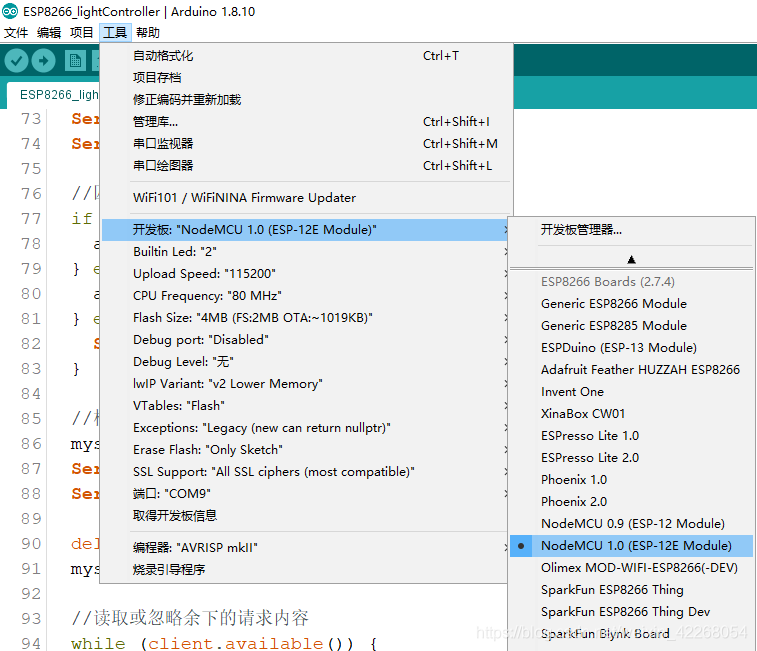 ESP8266_lightController | Arduino 1.8.10
文件 编辑 项目 工具 帮助
ESP8266_ligh
自动格式化 Ctrl+T
项目存档
修正编码并重新加载
管理库... Ctrl+Shift+I
串口监视器 Ctrl+Shift+M
串口绘图器 Ctrl+Shift+L
WiFi101 / WiFiNINA Firmware Updater
开发板: "NodeMCU 1.0 (ESP-12E Module)"
Builtin Led: "2"
Upload Speed: "115200"
CPU Frequency: "80 MHz"
Flash Size: "4MB (FS:2MB OTA:~1019KB)"
Debug port: "Disabled"
Debug Level: "无"
lwIP Variant: "v2 Lower Memory"
VTables: "Flash"
Exceptions: "Legacy (new can return nullptr)"
Erase Flash: "Only Sketch"
SSL Support: "All SSL ciphers (most compatible)"
端口: "COM9"
取得开发板信息
编程器: "AVRISP mkII"
烧录引导程序
开发板管理器...
ESP8266 Boards (2.7.4)
Generic ESP8266 Module
Generic ESP8285 Module
ESPDuino (ESP-13 Module)
Adafruit Feather HUZZAH ESP8266
Invent One
XinaBox CW01
ESPresso Lite 1.0
ESPresso Lite 2.0
Phoenix 1.0
Phoenix 2.0
NodeMCU 0.9 (ESP-12 Module)
NodeMCU 1.0 (ESP-12E Module)
Olimex MOD-WIFI-ESP8266(-DEV)
SparkFun ESP8266 Thing
SparkFun ESP8266 Thing Dev
SparkFun Blynk Board
73 Ser
74 Ser
75
76 //
77 if
78 a
79 } e
80 a
81 } e
82 S
83 }
84
85 //
86 mys
87 Ser
88 Ser
89
90 del
91 mys
92
93 //读取或忽略余下的请求内容
94 while (client.available()) {